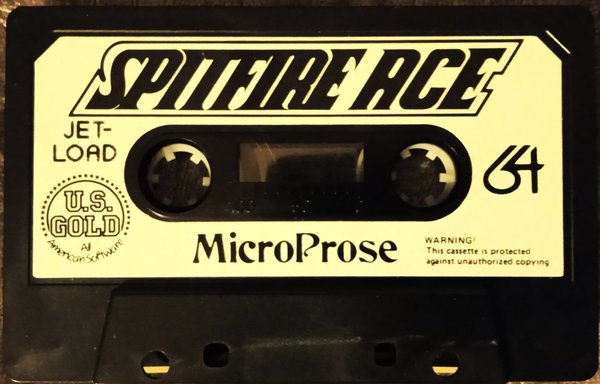 SPITFIRE ACE
JET-
LOAD
64
U.S.
GOLD
All
American Software
MicroProse
WARNING!
This cassette is protected
against unauthorized copying